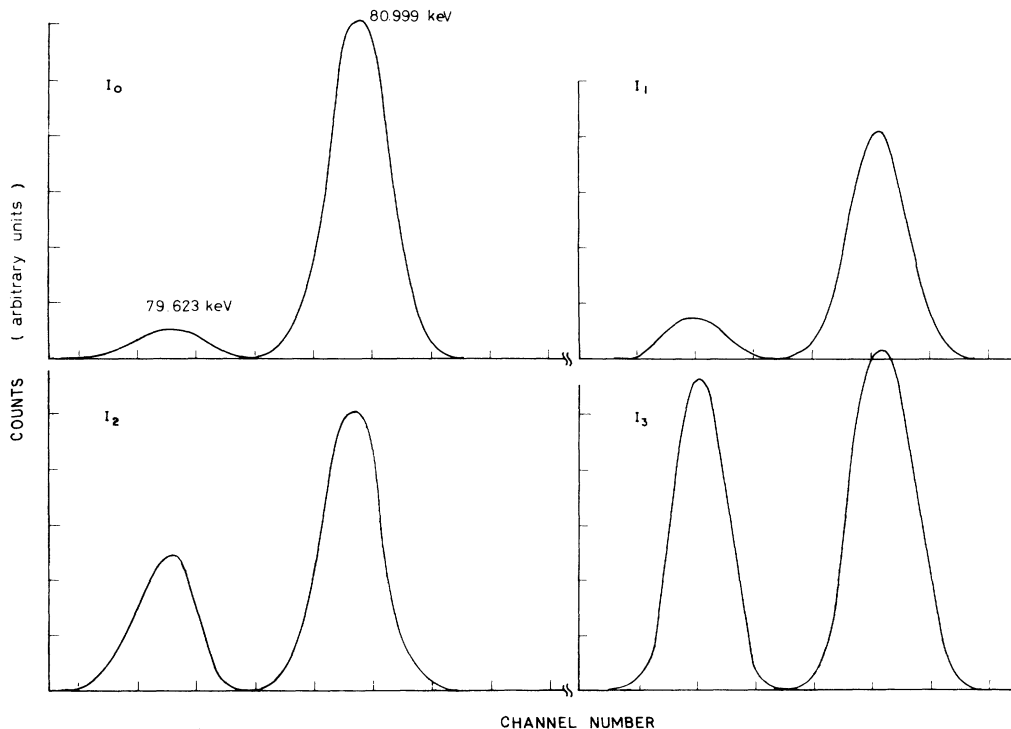 80.999 keV
I₀
79.623 keV
I₁
I₂
I₃
COUNTS ( arbitrary units )
CHANNEL NUMBER